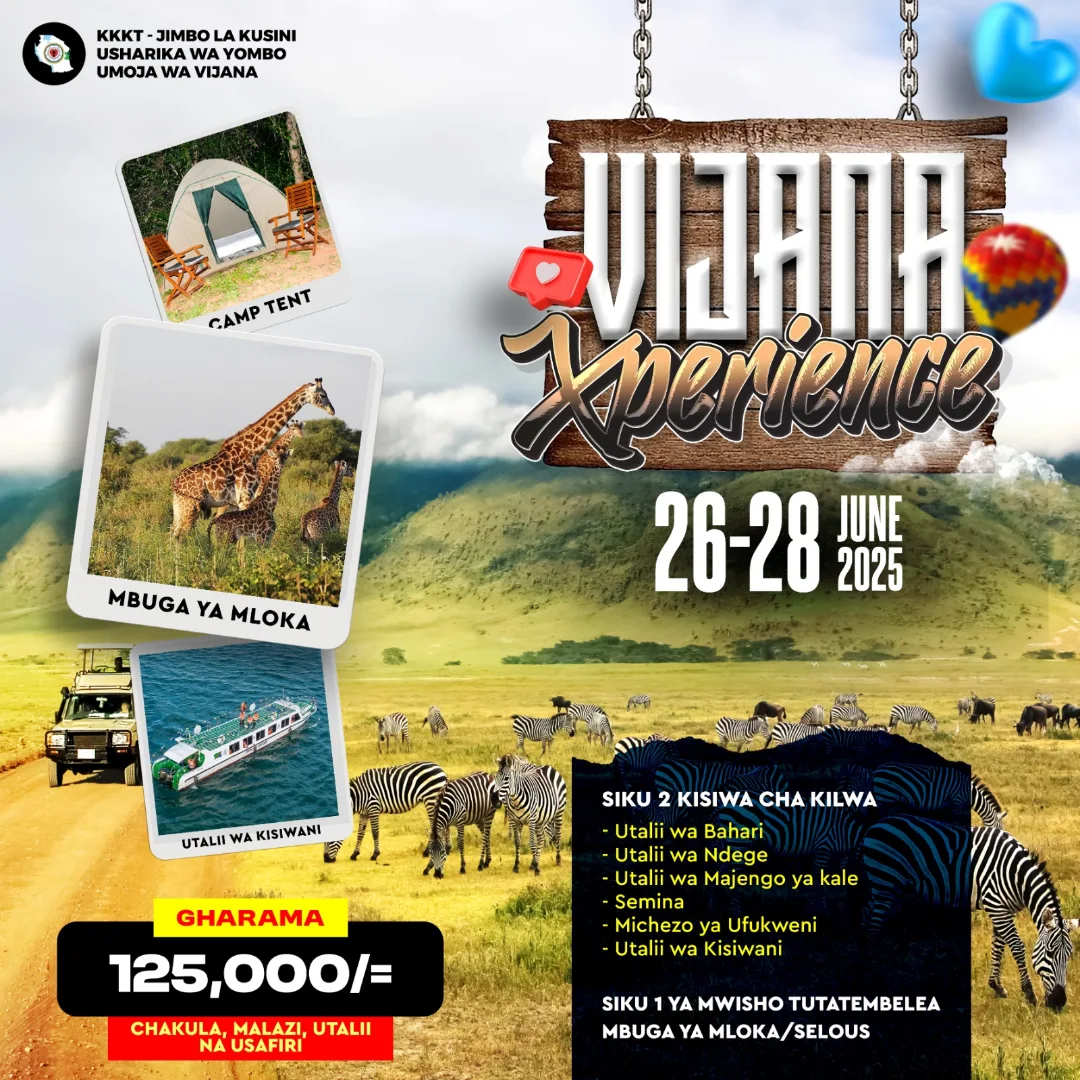 KKKT - JIMBO LA KUSINI
USHARIKA WA YOMBO
UMOJA WA VIJANA
VIJANA
Xperience
CAMP TENT
MBUGA YA MLOKA
UTALII WA KISIWANI
26-28 JUNE
2025
SIKU 2 KISIWA CHA KILWA
- Utalii wa Bahari
- Utalii wa Ndege
- Utalii wa Majengo ya kale
- Semina
- Michezo ya Ufukweni
- Utalii wa Kisiwani
SIKU 1 YA MWISHO TUTATEMBELEA
MBUGA YA MLOKA/SELOUS
GHARAMA
125,000/=
CHAKULA, MALAZI, UTALII
NA USAFIRI